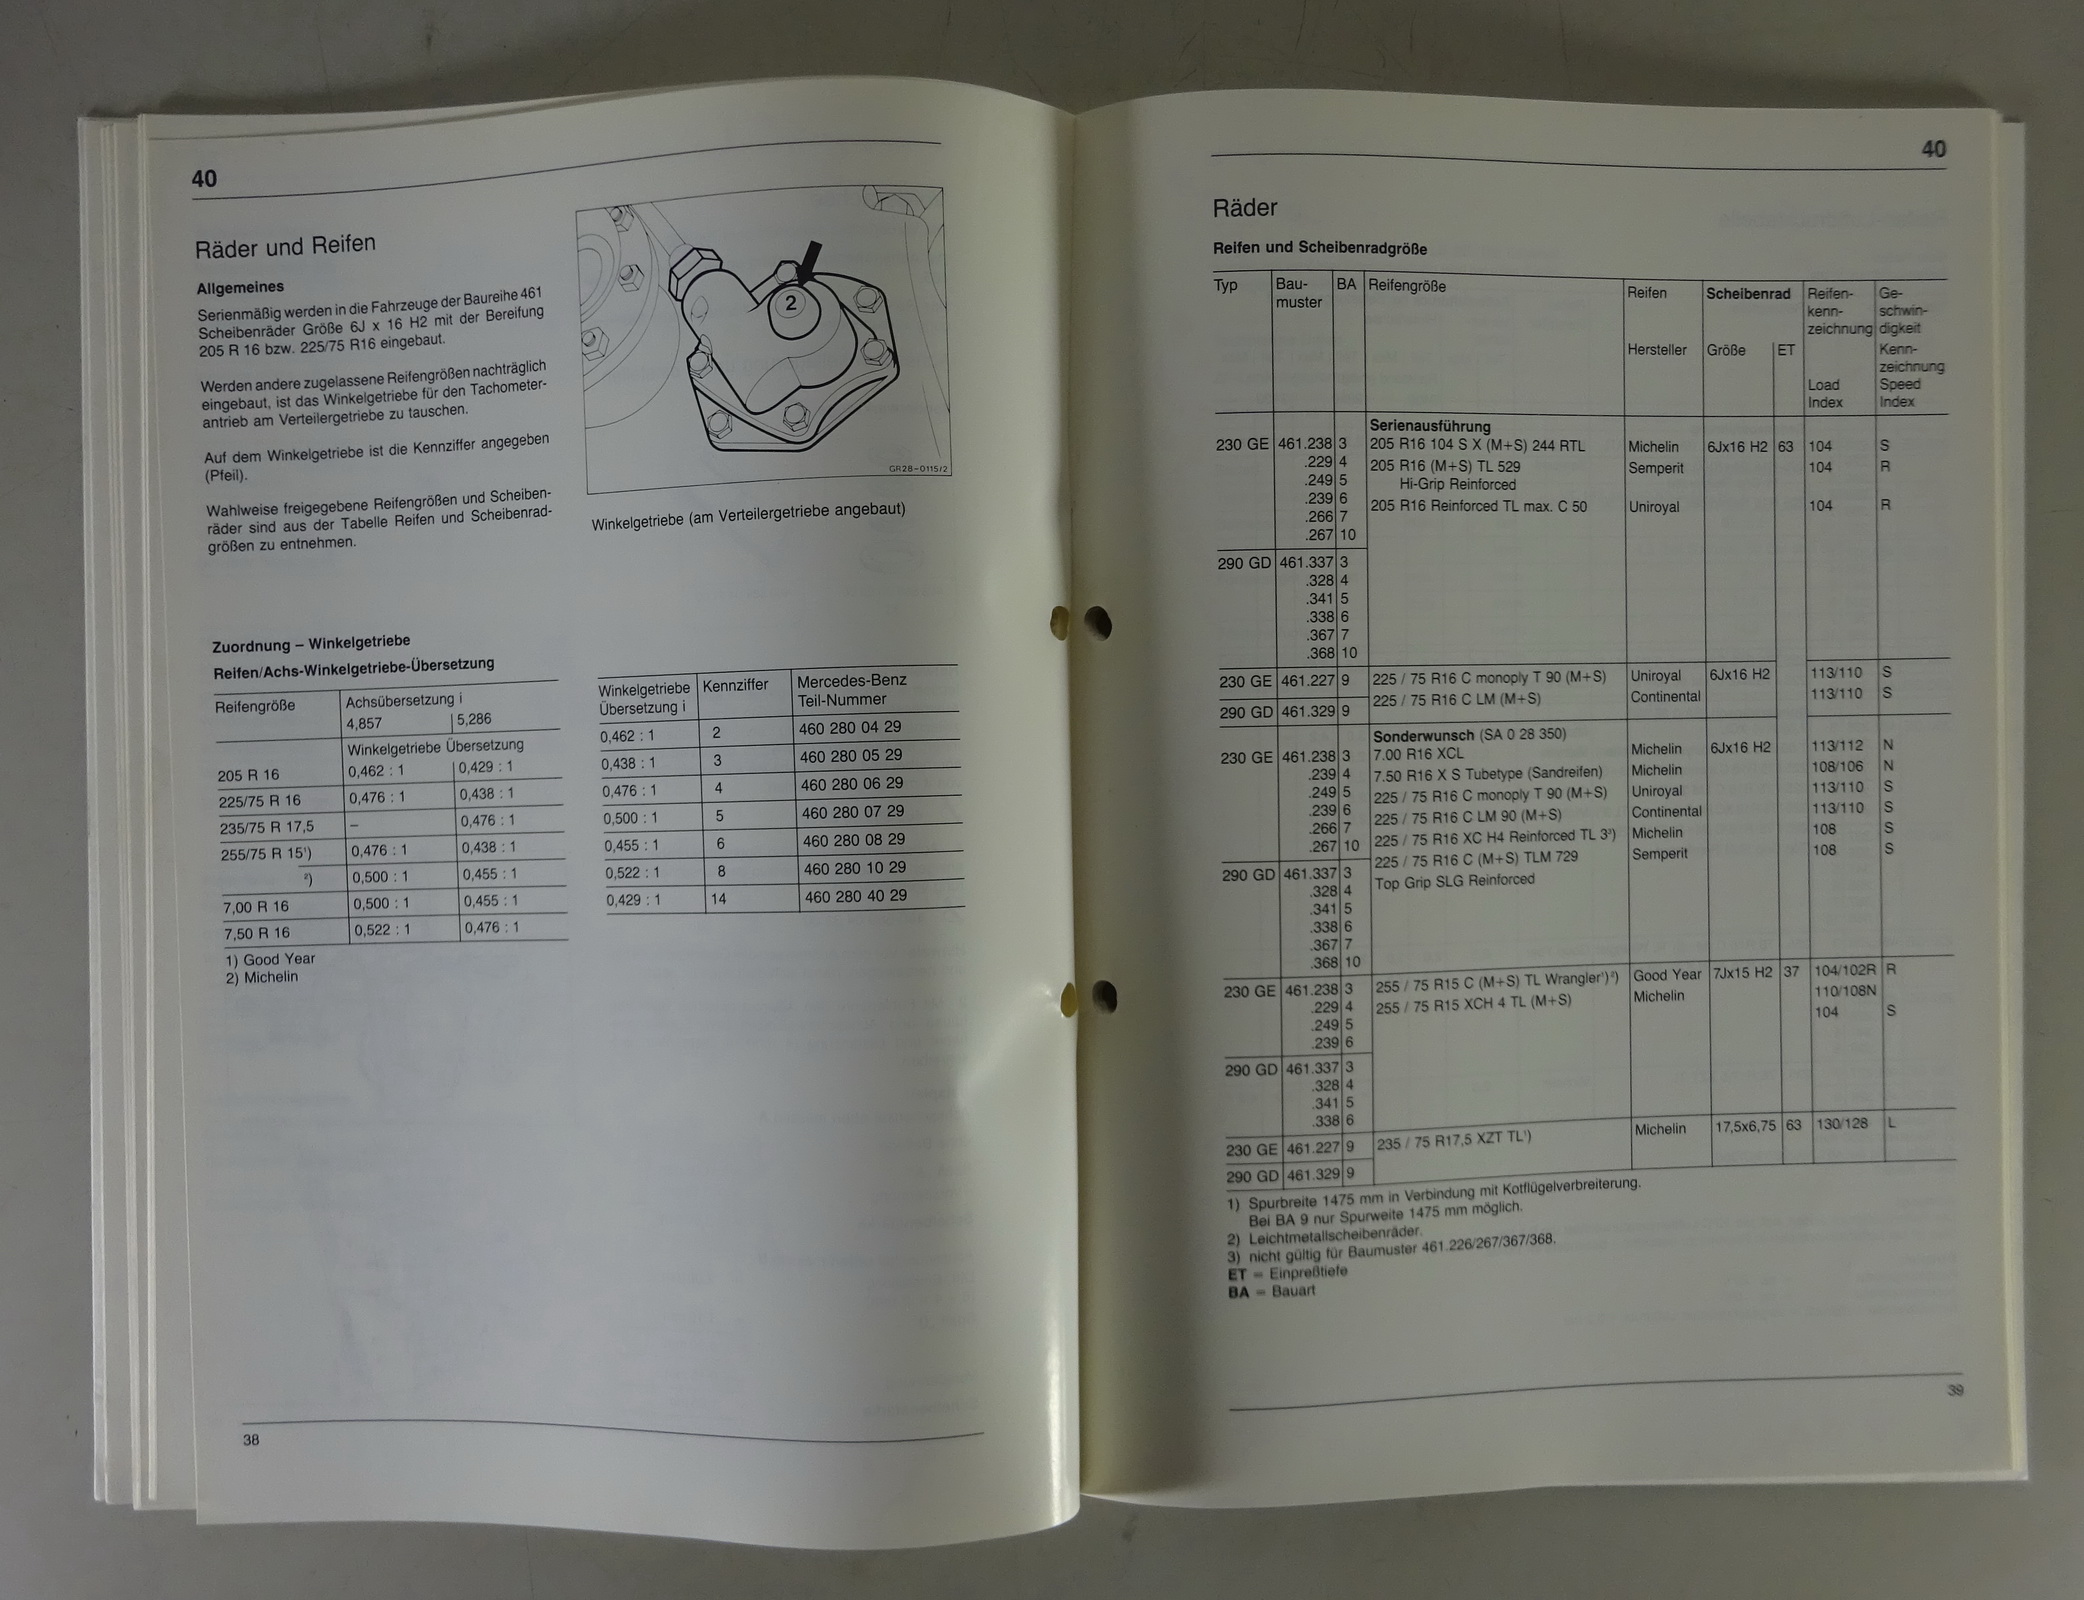 40
Räder und Reifen
Allgemeines
Serienmäßig werden in die Fahrzeuge der Baureihe 461
Scheibenräder Größe 6J x 16 H2 mit der Bereifung
205 R 16 bzw. 225/75 R16 eingebaut.
Werden andere zugelassene Reifengrößen nachträglich
eingebaut, ist das Winkelgetriebe für den Tachometer-
antrieb am Verteilergetriebe zu tauschen.
Auf dem Winkelgetriebe ist die Kennziffer angegeben
(Pfeil).
Wahlweise freigegebene Reifengrößen und Scheiben-
räder sind aus der Tabelle Reifen und Scheibenrad-
größen zu entnehmen.
2
GR28-0115/2
Winkelgetriebe (am Verteilergetriebe angebaut)
Zuordnung – Winkelgetriebe
Reifen/Achs-Winkelgetriebe-Übersetzung
Reifengröße Achsübersetzung i
4,857 5,286
Winkelgetriebe Übersetzung
205 R 16 0,462 : 1 0,429 : 1
225/75 R 16 0,476 : 1 0,438 : 1
235/75 R 17,5 – 0,476 : 1
255/75 R 15¹) 0,476 : 1 0,438 : 1
²) 0,500 : 1 0,455 : 1
7,00 R 16 0,500 : 1 0,455 : 1
7,50 R 16 0,522 : 1 0,476 : 1
1) Good Year
2) Michelin
Winkelgetriebe Kennziffer Mercedes-Benz
Übersetzung i Teil-Nummer
0,462 : 1 2 460 280 04 29
0,438 : 1 3 460 280 05 29
0,476 : 1 4 460 280 06 29
0,500 : 1 5 460 280 07 29
0,455 : 1 6 460 280 08 29
0,522 : 1 8 460 280 10 29
0,429 : 1 14 460 280 40 29
38
40
Räder
Reifen und Scheibenradgröße
Typ Bau- BA Reifengröße Reifen Scheibenrad Reifen- Ge-
muster kenn- schwin-
zeichnung digkeit
Hersteller Größe ET Kenn-
zeichnung
Load Speed
Index Index
Serienausführung
230 GE 461.238 3 205 R16 104 S X (M+S) 244 RTL Michelin 6Jx16 H2 63 104 S
.229 4 205 R16 (M+S) TL 529 Semperit 104 R
.249 5 Hi-Grip Reinforced
.239 6 205 R16 Reinforced TL max. C 50 Uniroyal 104 R
.266 7
.267 10
290 GD 461.337 3
.328 4
.341 5
.338 6
.367 7
.368 10
230 GE 461.227 9 225 / 75 R16 C monoply T 90 (M+S) Uniroyal 6Jx16 H2 113/110 S
225 / 75 R16 C LM (M+S) Continental 113/110 S
290 GD 461.329 9
Sonderwunsch (SA 0 28 350)
230 GE 461.238 3 7.00 R16 XCL Michelin 6Jx16 H2 113/112 N
.239 4 7.50 R16 X S Tubetype (Sandreifen) Michelin 108/106 N
.249 5 225 / 75 R16 C monoply T 90 (M+S) Uniroyal 113/110 S
.239 6 225 / 75 R16 C LM 90 (M+S) Continental 113/110 S
.266 7 225 / 75 R16 XC H4 Reinforced TL 3³) Michelin 108 S
.267 10 225 / 75 R16 C (M+S) TLM 729 Semperit 108 S
290 GD 461.337 3 Top Grip SLG Reinforced
.328 4
.341 5
.338 6
.367 7
.368 10
230 GE 461.238 3 255 / 75 R15 C (M+S) TL Wrangler¹)²) Good Year 7Jx15 H2 37 104/102R R
.229 4 255 / 75 R15 XCH 4 TL (M+S) Michelin 110/108N
.249 5 104 S
.239 6
290 GD 461.337 3
.328 4
.341 5
.338 6
230 GE 461.227 9 235 / 75 R17,5 XZT TL¹) Michelin 17,5x6,75 63 130/128 L
290 GD 461.329 9
1) Spurbreite 1475 mm in Verbindung mit Kotflügelverbreiterung.
Bei BA 9 nur Spurweite 1475 mm möglich.
2) Leichtmetallscheibenräder.
3) nicht gültig für Baumuster 461.226/267/367/368.
ET = Einpreßtiefe
BA = Bauart
39